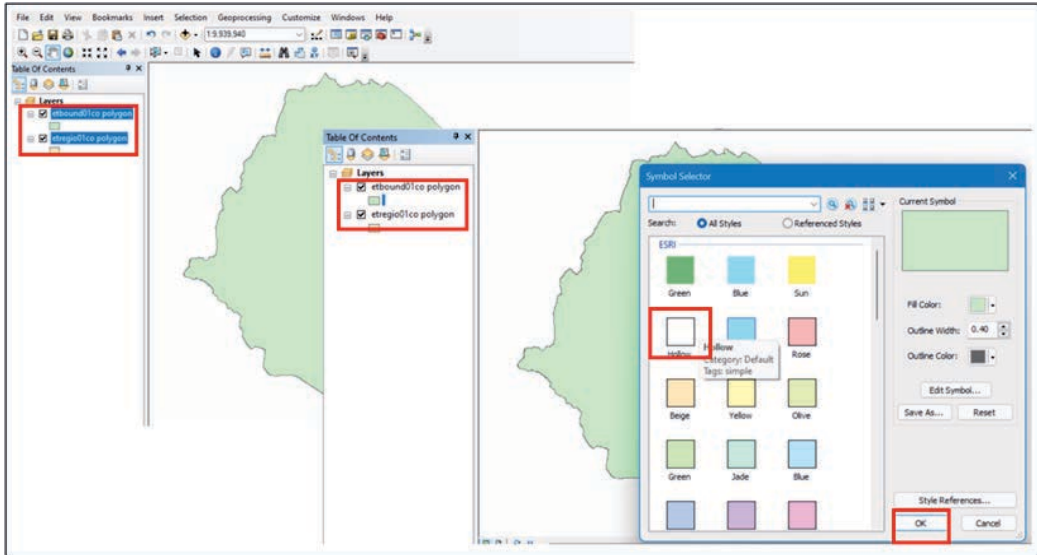 File Edit View Bookmarks Insert Selection Geoprocessing Customize Windows Help
1:9,939,940
Table Of Contents
Layers
etbound01co polygon
etregio01co polygon
Table Of Contents
Layers
etbound01co polygon
etregio01co polygon
Symbol Selector
Search: All Styles Referenced Styles
ESRI
Green Blue Sun
Hollow Rose
Hollow
Category: Default
Tags: simple
Beige Yellow Olive
Green Jade Blue
Current Symbol
Fill Color:
Outline Width: 0.40
Outline Color:
Edit Symbol...
Save As... Reset
Style References...
OK Cancel